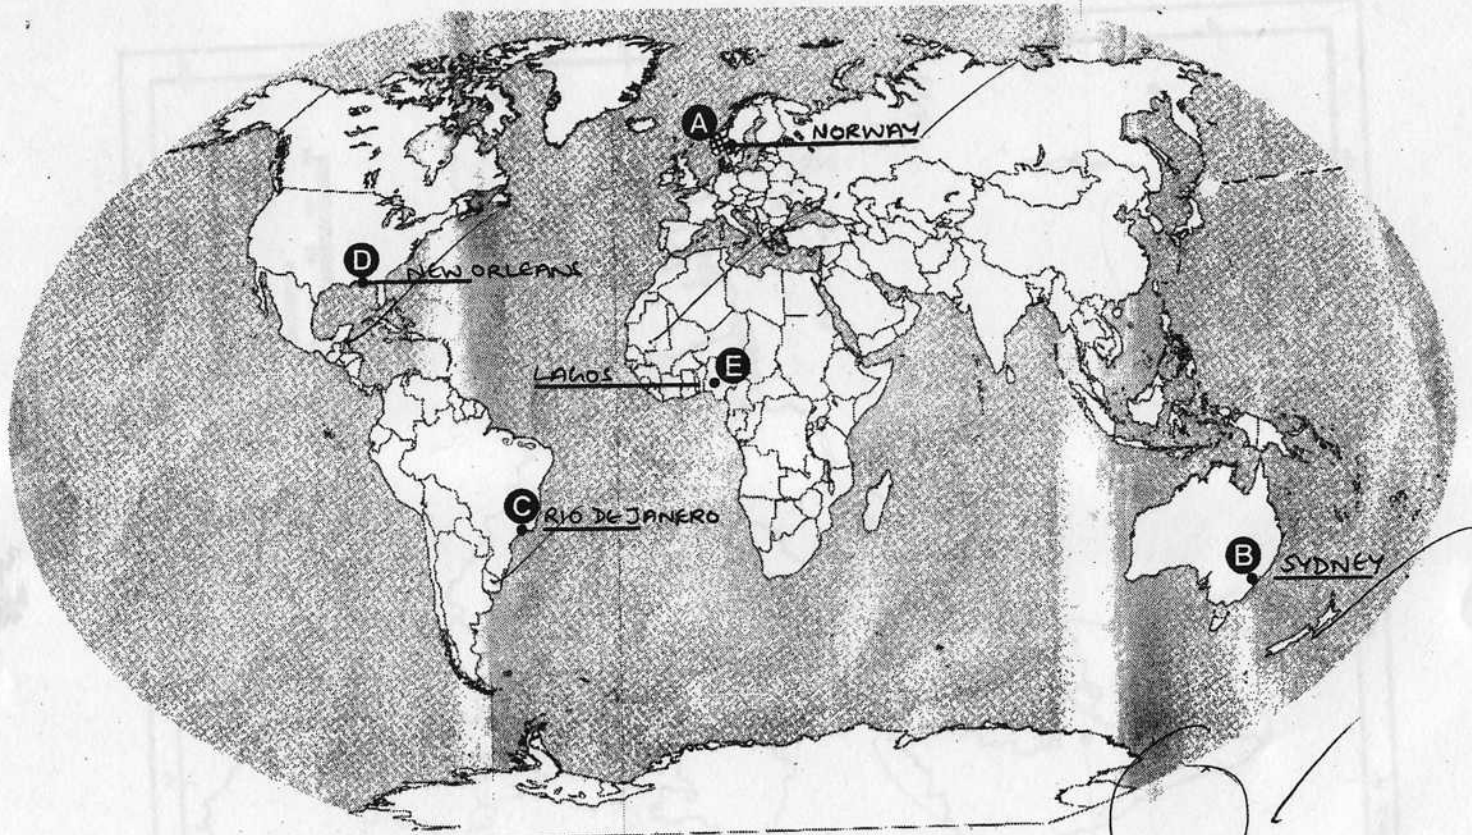 A
NORWAY
D
NEW ORLEANS
E
LAGOS
C
RIO DE JANERO
B
SYDNEY